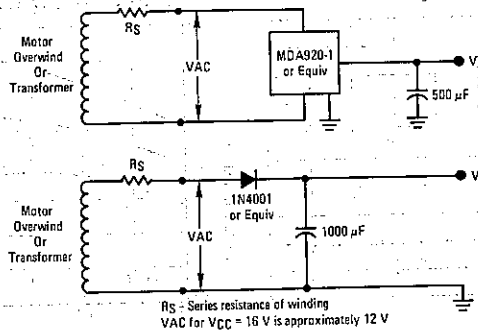 RS
Motor
Overwind
Or
Transformer
VAC
MDA920-1
or Equiv
V
500 µF
RS
Motor
Overwind
Or
Transformer
VAC
1N4001
or Equiv
V
1000 µF
RS - Series resistance of winding
VAC for VCC = 16 V is approximately 12 V